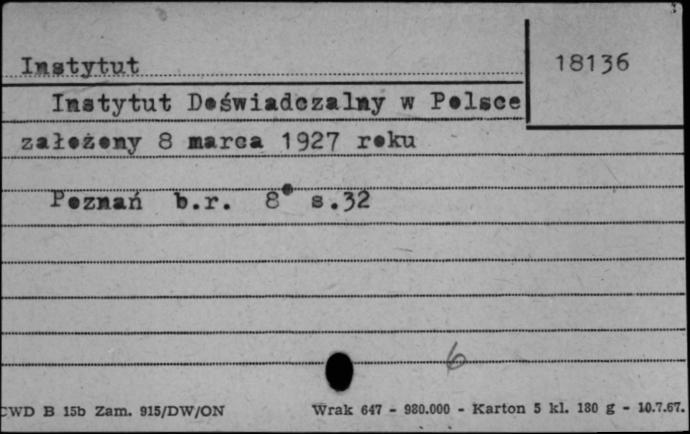 Instytut
18136
Instytut Doświadczalny w Polsce
założony 8 marca 1927 roku
Poznań b.r. 8° s.32
6
CWD B 15b Zam. 915/DW/ON Wrak 647 - 980.000 - Karton 5 kl. 180 g - 10.7.67.